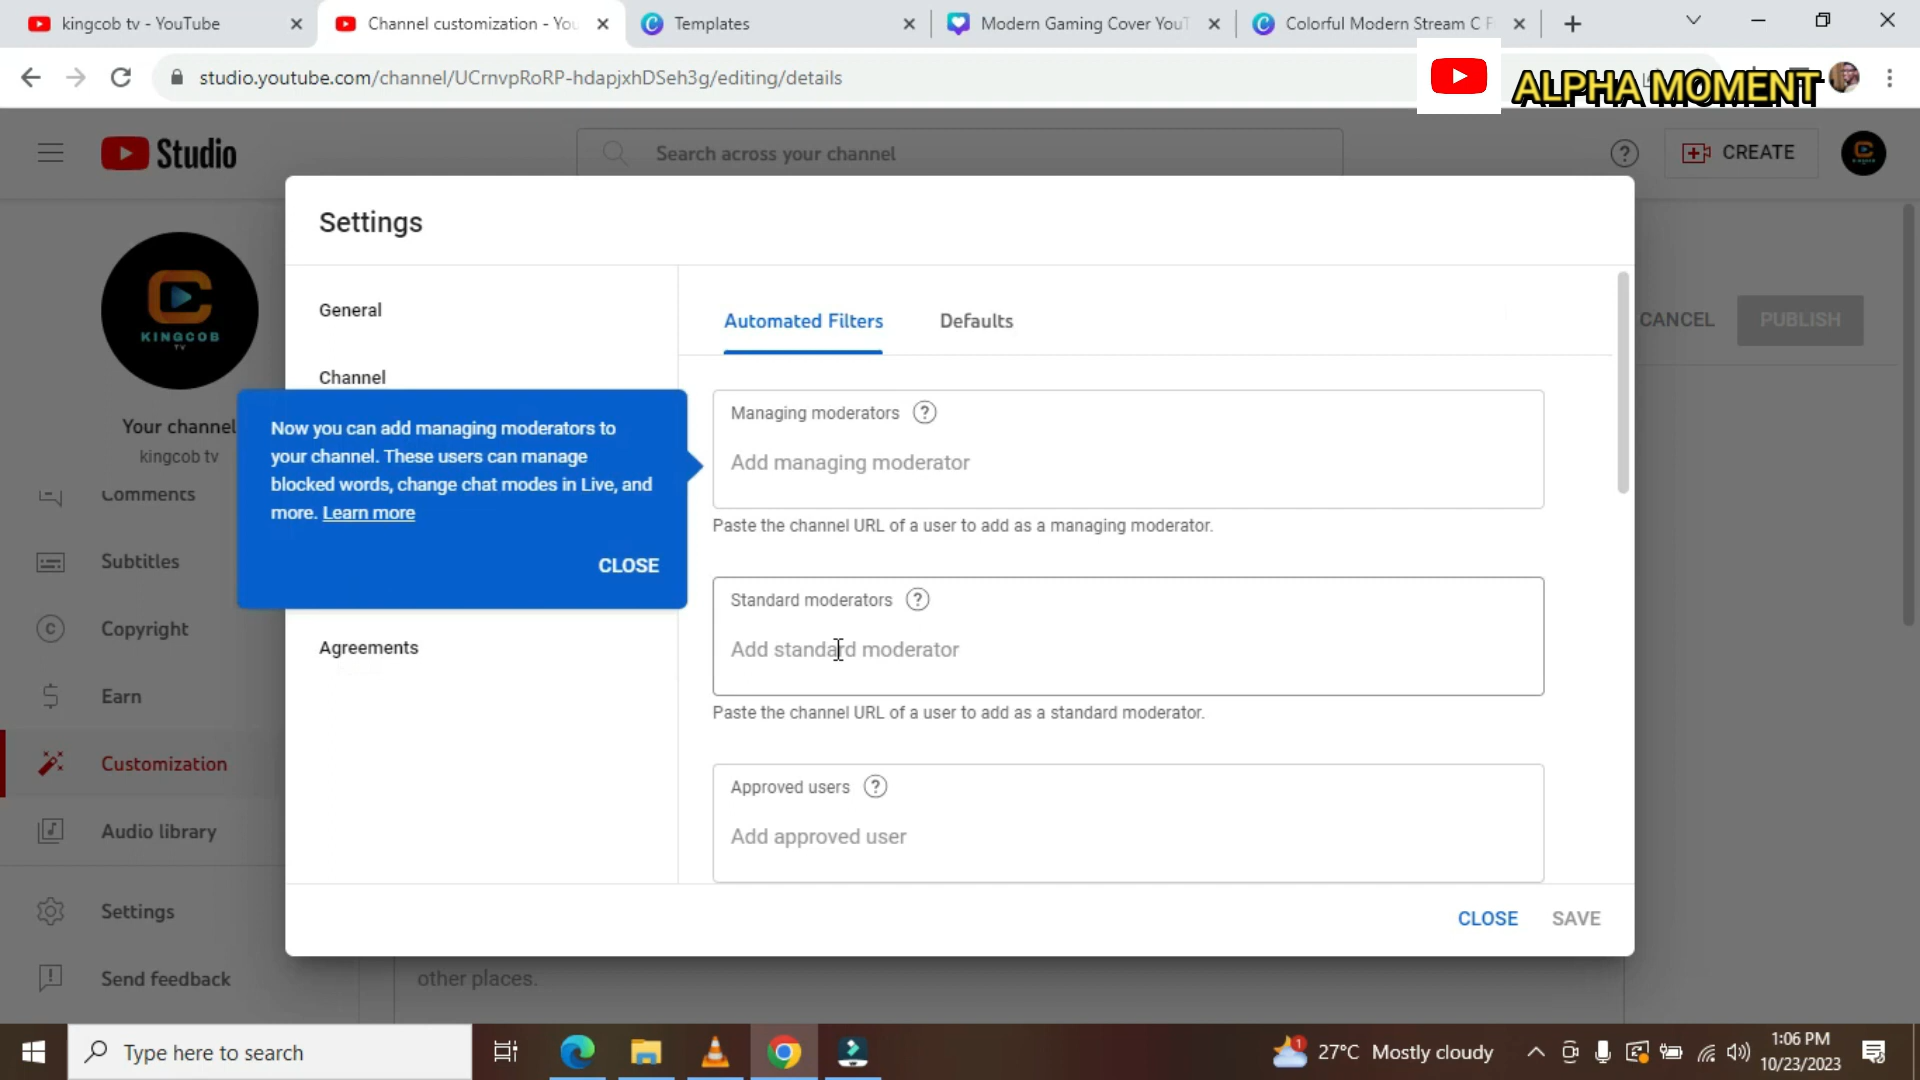 kingcob tv - YouTube
Channel customization - You
Templates
Modern Gaming Cover YouT
Colorful Modern Stream C F
studio.youtube.com/channel/UCrnvpRoRP-hdapjxhDSeh3g/editing/details
ALPHA MOMENT
Studio
Search across your channel
CREATE
Settings
General
Automated Filters
Defaults
CANCEL
PUBLISH
KINGCOB
TV
Channel
Your channel
kingcob tv
Now you can add managing moderators to
your channel. These users can manage
blocked words, change chat modes in Live, and
more. Learn more
CLOSE
Managing moderators
Add managing moderator
Paste the channel URL of a user to add as a managing moderator.
Standard moderators
Add standard moderator
Paste the channel URL of a user to add as a standard moderator.
Approved users
Add approved user
Agreements
Comments
Subtitles
Copyright
Earn
Customization
Audio library
Settings
Send feedback
CLOSE
SAVE
other places.
Type here to search
27°C Mostly cloudy
1:06 PM
10/23/2023